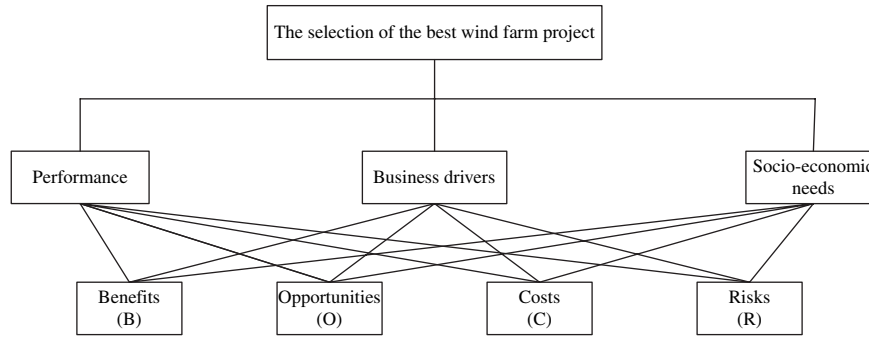 The selection of the best wind farm project
Performance
Business drivers
Socio-economic
needs
Benefits
(B)
Opportunities
(O)
Costs
(C)
Risks
(R)